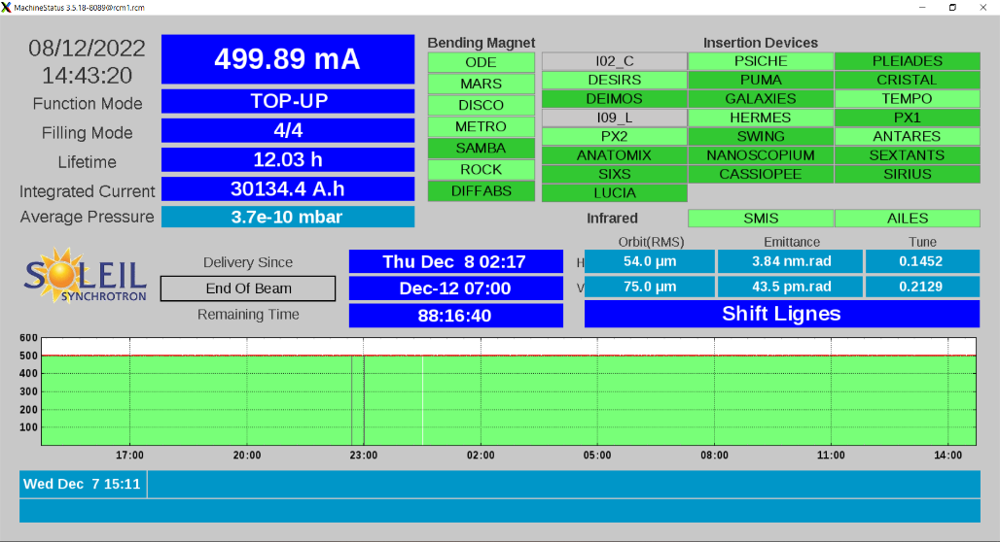 MachineStatus 3.5.18-8089@rcm1.rcm
08/12/2022
14:43:20
499.89 mA
Function Mode TOP-UP
Filling Mode 4/4
Lifetime 12.03 h
Integrated Current 30134.4 A.h
Average Pressure 3.7e-10 mbar
Bending Magnet
ODE
MARS
DISCO
METRO
SAMBA
ROCK
DIFFABS
Insertion Devices
I02_C PSICHE PLEIADES
DESIRS PUMA CRISTAL
DEIMOS GALAXIES TEMPO
I09_L HERMES PX1
PX2 SWING ANTARES
ANATOMIX NANOSCOPIUM SEXTANTS
SIXS CASSIOPEE SIRIUS
LUCIA
Infrared SMIS AILES
SOLEIL
SYNCHROTRON
Delivery Since Thu Dec 8 02:17
End Of Beam Dec-12 07:00
Remaining Time 88:16:40
Orbit(RMS) Emittance Tune
H 54.0 µm 3.84 nm.rad 0.1452
V 75.0 µm 43.5 pm.rad 0.2129
Shift Lignes
600
500
400
300
200
100
17:00 20:00 23:00 02:00 05:00 08:00 11:00 14:00
Wed Dec 7 15:11